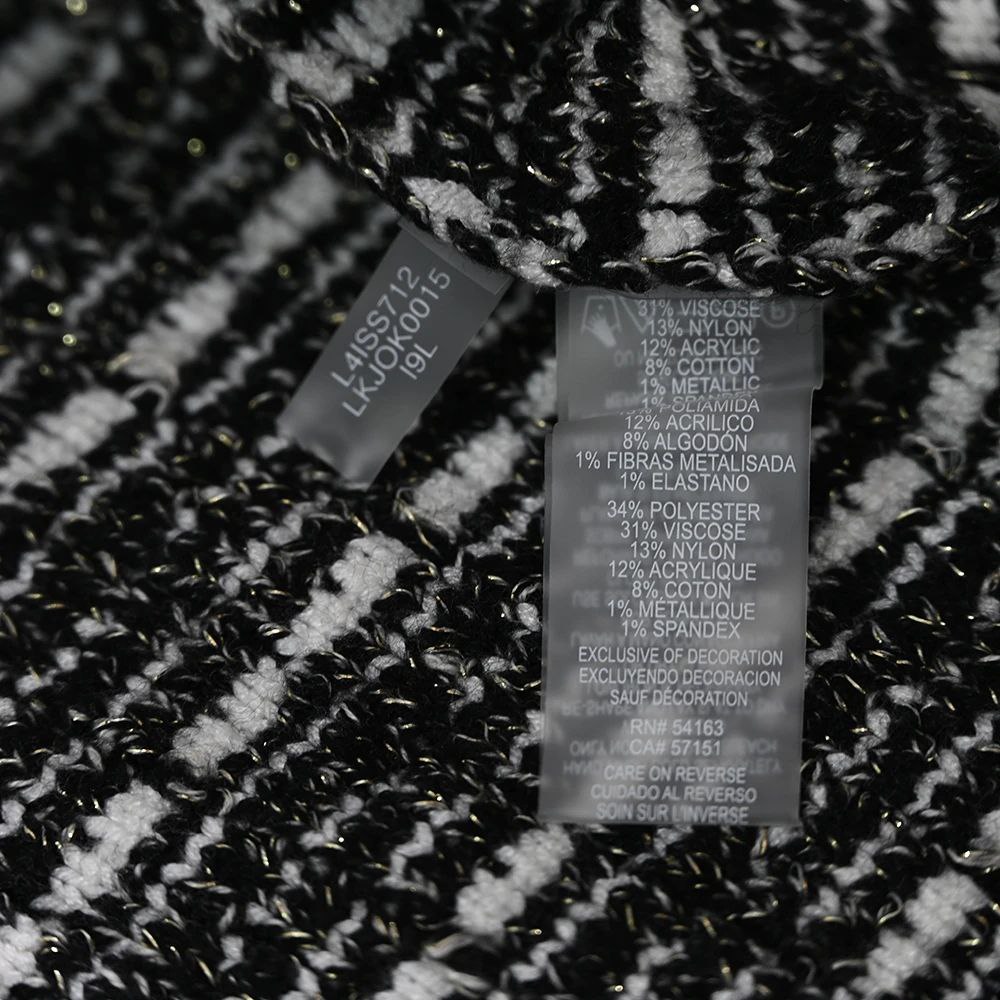 L4ISS712
LKJOK0015
I9L
31% VISCOSE
13% NYLON
12% ACRYLIC
8% COTTON
1% METALLIC
1% SPANDEX
12% ACRILICO
8% ALGODÓN
1% FIBRAS METALISADA
1% ELASTANO
34% POLYESTER
31% VISCOSE
13% NYLON
12% ACRYLIQUE
8% COTON
1% MÉTALLIQUE
1% SPANDEX
EXCLUSIVE OF DECORATION
EXCLUYENDO DECORACION
SAUF DÉCORATION
RN# 54163
CA# 57151
CARE ON REVERSE
CUIDADO AL REVERSO
SOIN SUR L'INVERSE